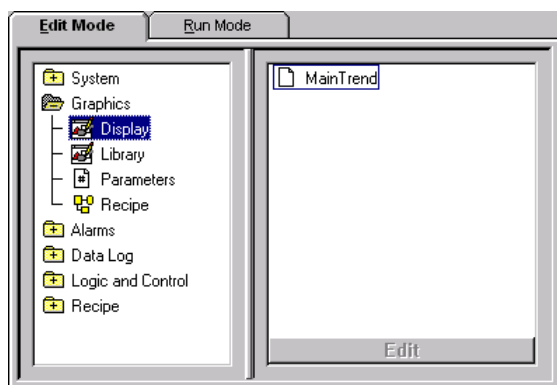 Edit Mode
Run Mode
System
Graphics
Display
Library
Parameters
Recipe
Alarms
Data Log
Logic and Control
Recipe
MainTrend
Edit